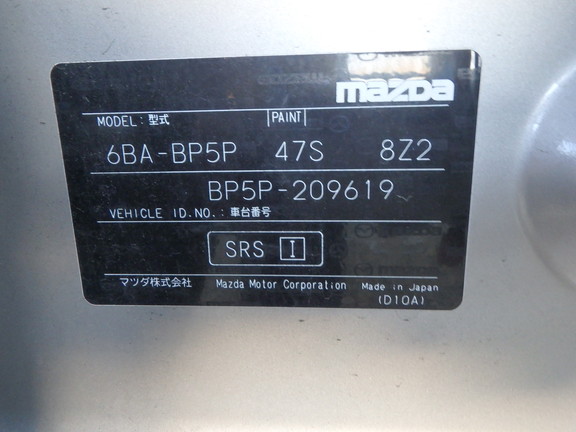 mazda
MODEL: 型式 PAINT
6BA-BP5P 47S 8Z2
BP5P-209619
VEHICLE ID.NO.: 車台番号
SRS I
マツダ株式会社 Mazda Motor Corporation Made in Japan
(D10A)